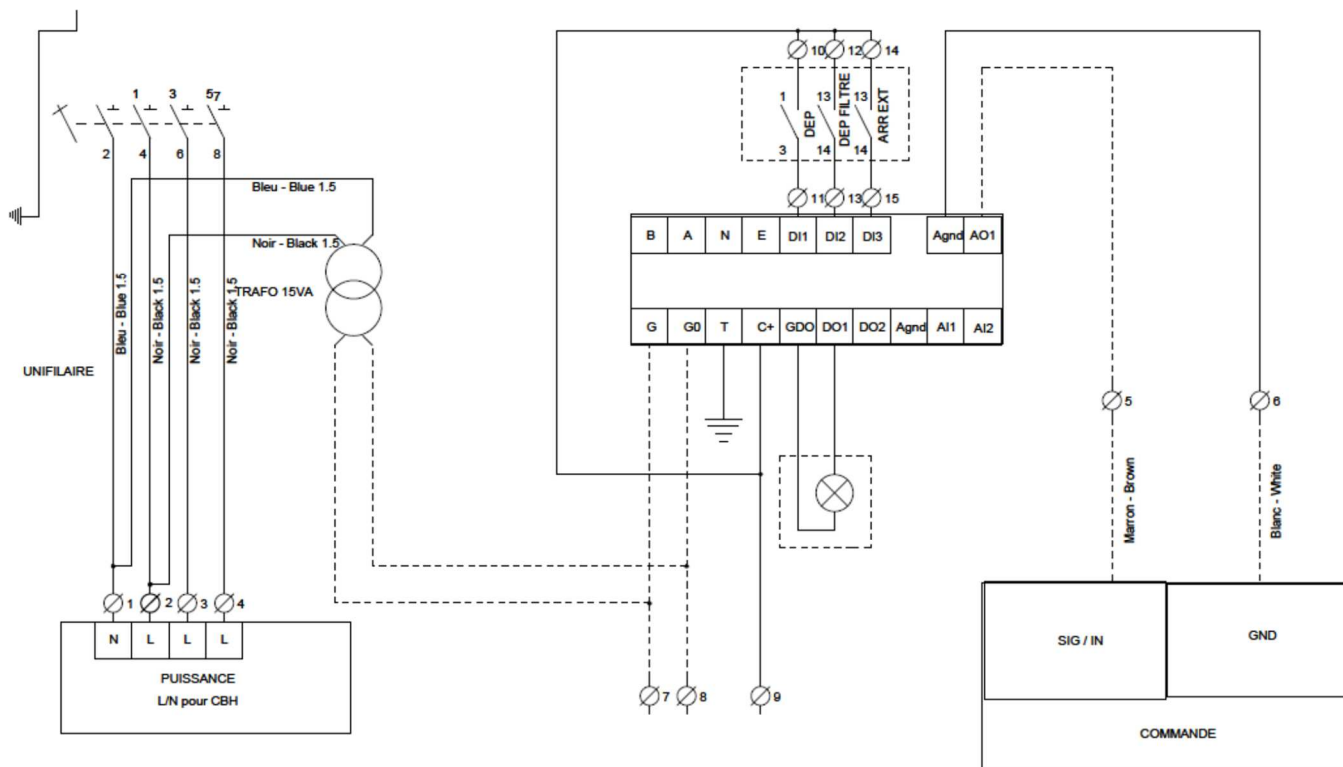 10 12 14
1 3 5 7
2 4 6 8
1 13 13
DEP
DEP FILTRE
ARR EXT
3 14 14
11 13 15
Bleu - Blue 1.5
Noir - Black 1.5
TRAFO 15VA
Bleu - Blue 1.5
Noir - Black 1.5
Noir - Black 1.5
Noir - Black 1.5
UNIFILAIRE
B A N E DI1 DI2 DI3 Agnd AO1
G G0 T C+ GDO DO1 DO2 Agnd AI1 AI2
5 6
Marron - Brown
Blanc - White
1 2 3 4
N L L L
PUISSANCE
L/N pour CBH
7 8 9
SIG / IN
GND
COMMANDE